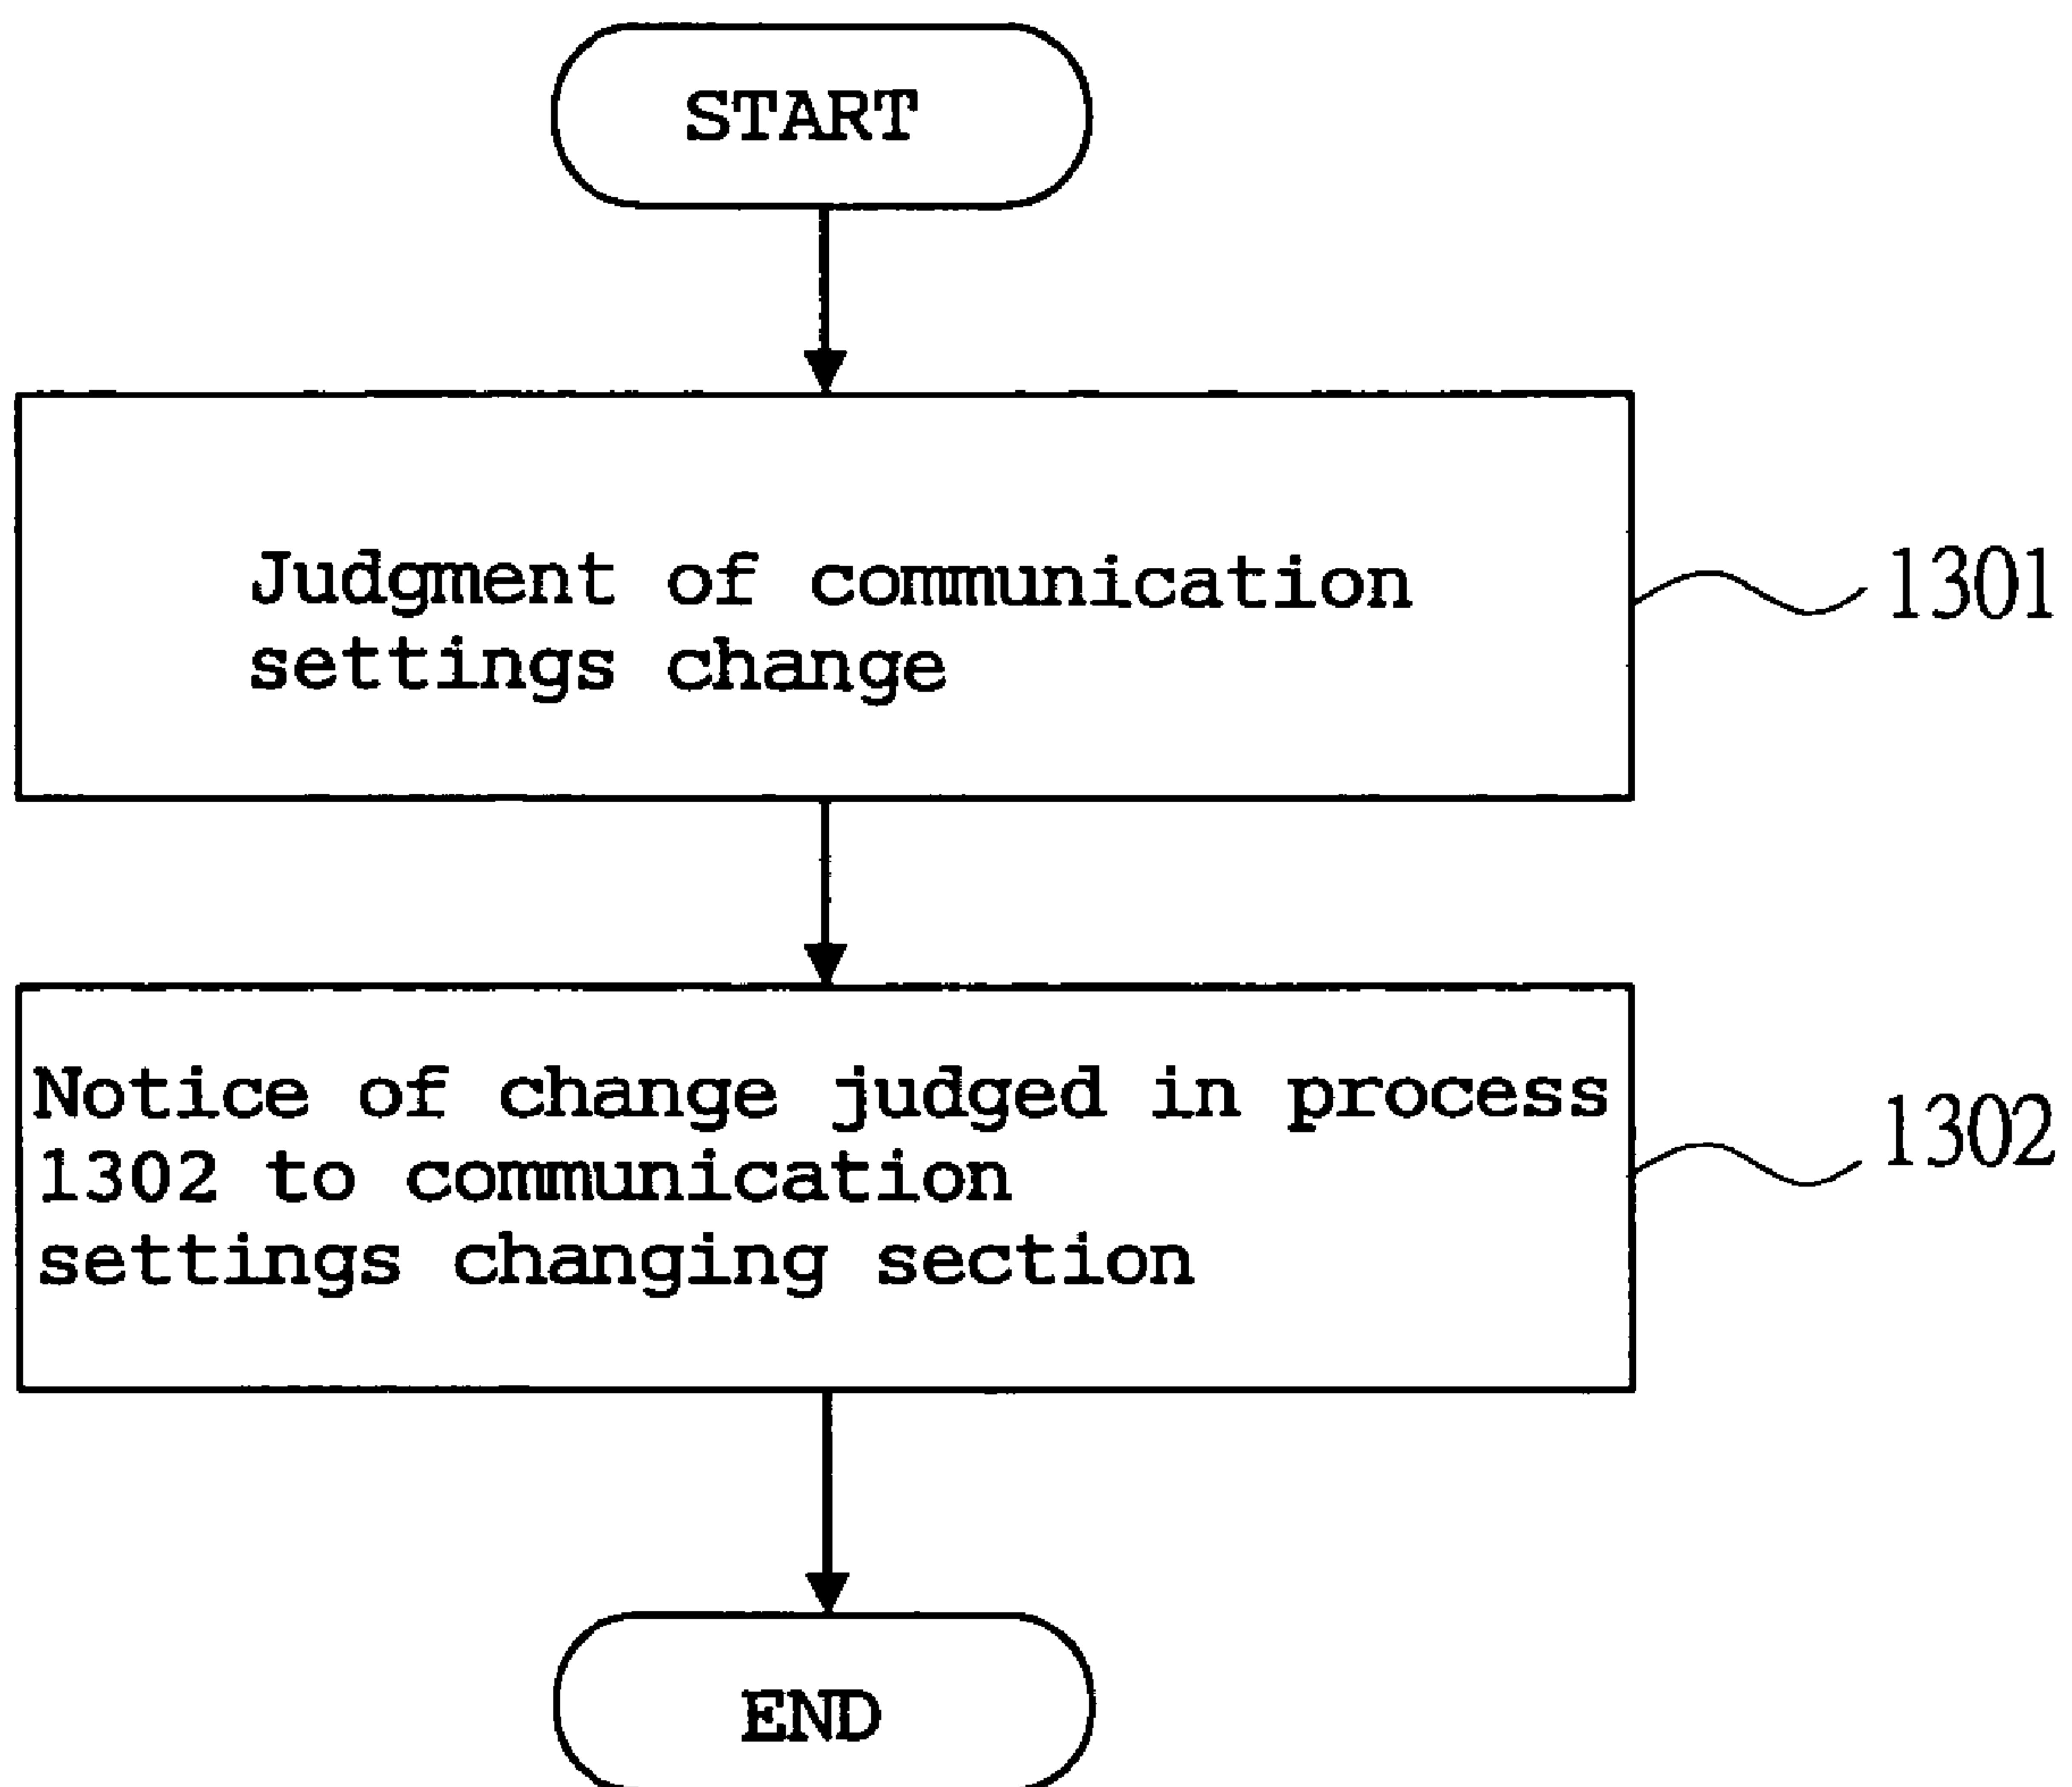 START
Judgment of communication
settings change
1301
Notice of change judged in process
1302 to communication
settings changing section
1302
END